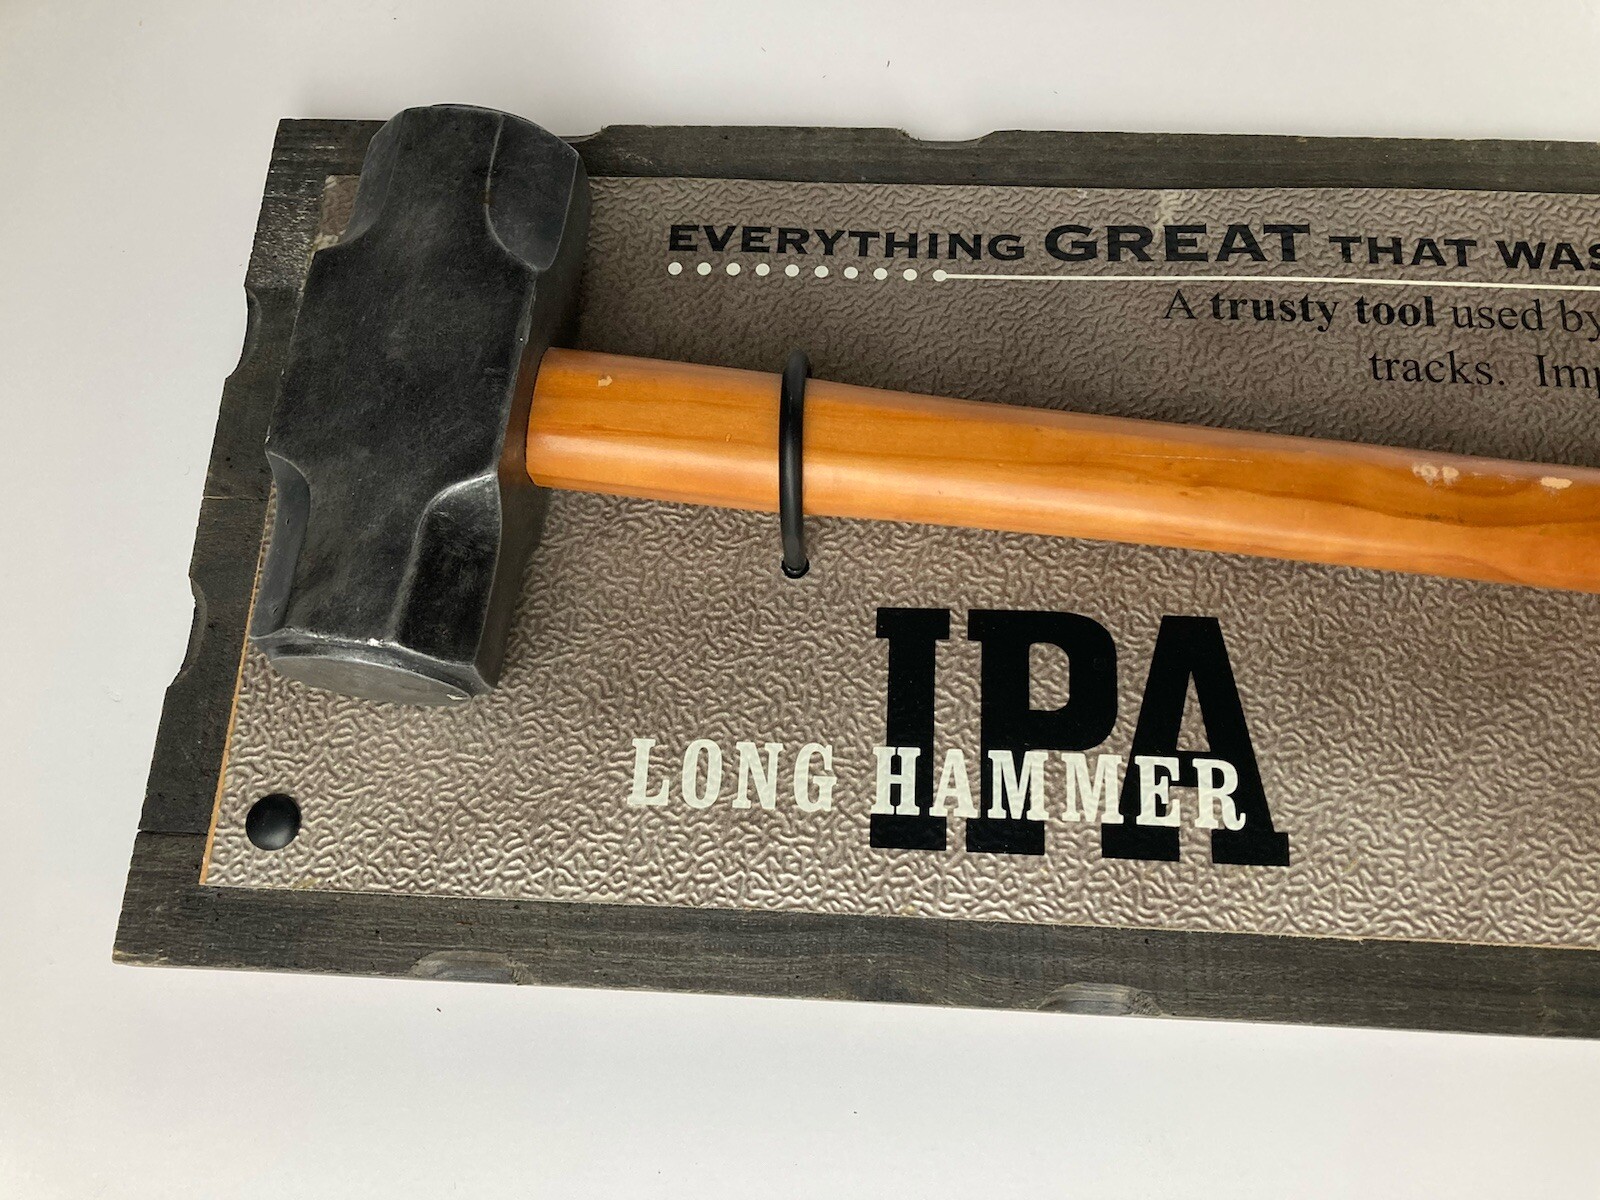 EVERYTHING GREAT THAT WAS
A trusty tool used by
tracks. Imp
IPA
LONG HAMMER